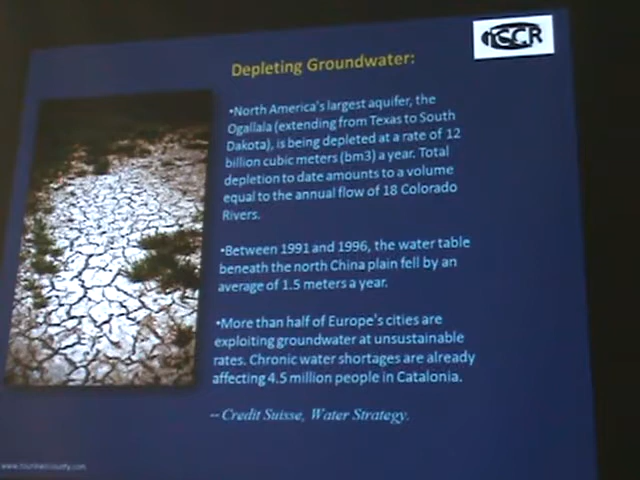 ICCR
Depleting Groundwater:
•North America's largest aquifer, the
Ogallala (extending from Texas to South
Dakota), is being depleted at a rate of 12
billion cubic meters (bm3) a year. Total
depletion to date amounts to a volume
equal to the annual flow of 18 Colorado
Rivers.
•Between 1991 and 1996, the water table
beneath the north China plain fell by an
average of 1.5 meters a year.
•More than half of Europe's cities are
exploiting groundwater at unsustainable
rates. Chronic water shortages are already
affecting 4.5 million people in Catalonia.
-- Credit Suisse, Water Strategy.